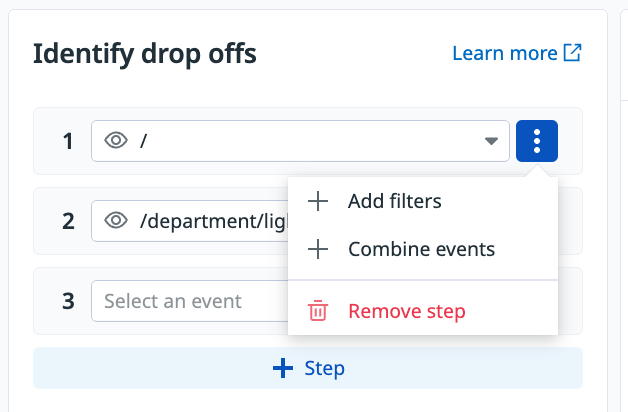 Identify drop offs
Learn more
1 /
Add filters
2 /department/lig
Combine events
3 Select an event
Remove step
Step